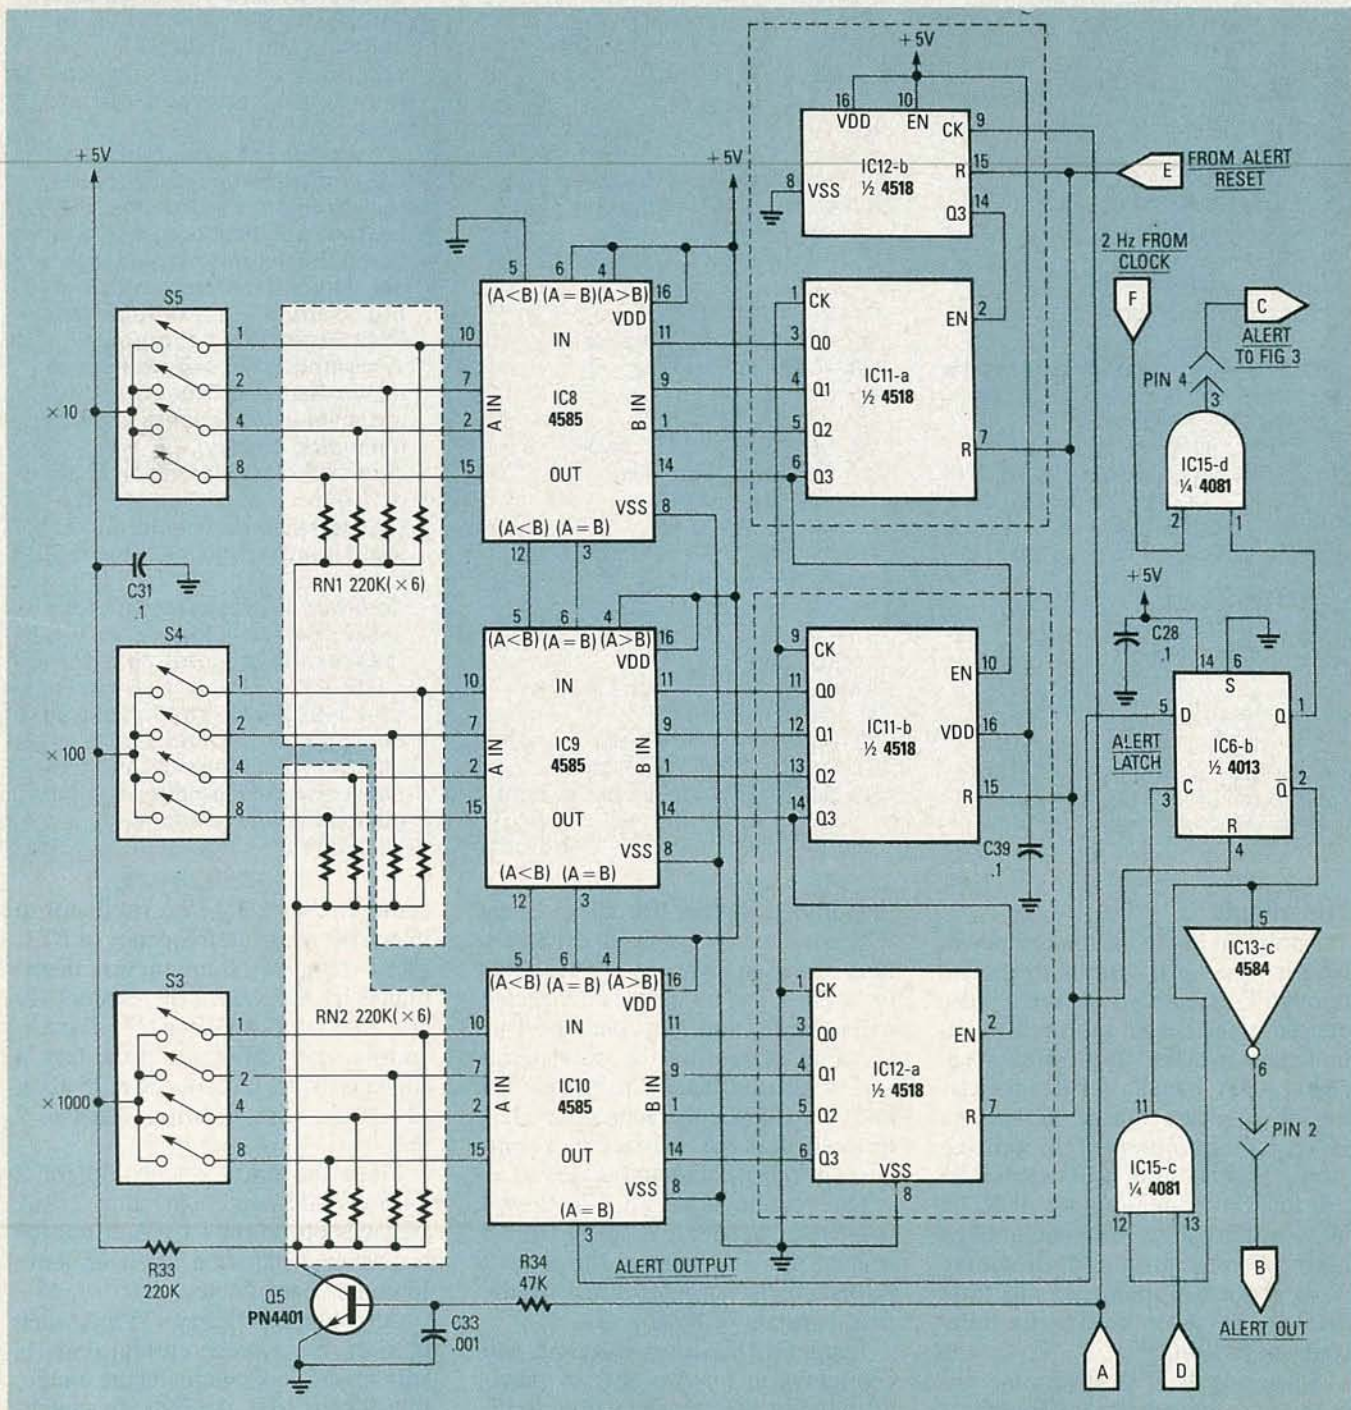 +5V
16
10
VDD
EN
CK
9
IC12-b
½ 4518
R
15
8
VSS
Q3
14
E
FROM ALERT
RESET
+5V
+5V
2 Hz FROM
CLOCK
F
C
ALERT
TO FIG 3
PIN 4
3
IC15-d
¼ 4081
2
1
S5
1
2
4
8
×10
5
6
4
(A<B)
(A=B)
(A>B)
16
VDD
10
IN
11
7
9
A IN
IC8
4585
B IN
2
1
15
OUT
14
VSS
8
(A<B)
(A=B)
12
3
1
CK
EN
2
3
Q0
4
Q1
IC11-a
½ 4518
5
Q2
6
Q3
R
7
RN1 220K(×6)
C31
.1
S4
1
2
4
8
×100
5
6
4
(A<B)
(A=B)
(A>B)
16
VDD
10
IN
11
7
9
A IN
IC9
4585
B IN
2
1
15
OUT
14
VSS
8
(A<B)
(A=B)
12
3
9
CK
EN
10
11
Q0
12
Q1
IC11-b
½ 4518
VDD
16
13
Q2
14
Q3
R
15
C39
.1
+5V
C28
.1
14
6
S
5
D
Q
1
ALERT
LATCH
IC6-b
½ 4013
3
C
Q
2
R
4
5
IC13-c
4584
6
PIN 2
S3
1
2
4
8
×1000
RN2 220K(×6)
5
6
4
(A<B)
(A=B)
(A>B)
16
VDD
10
IN
11
7
9
A IN
IC10
4585
B IN
2
1
15
OUT
14
VSS
8
(A=B)
3
1
CK
EN
2
3
Q0
4
Q1
IC12-a
½ 4518
5
Q2
R
7
6
Q3
VSS
8
11
IC15-c
¼ 4081
12
13
R33
220K
R34
47K
ALERT OUTPUT
Q5
PN4401
C33
.001
B
ALERT OUT
A
D